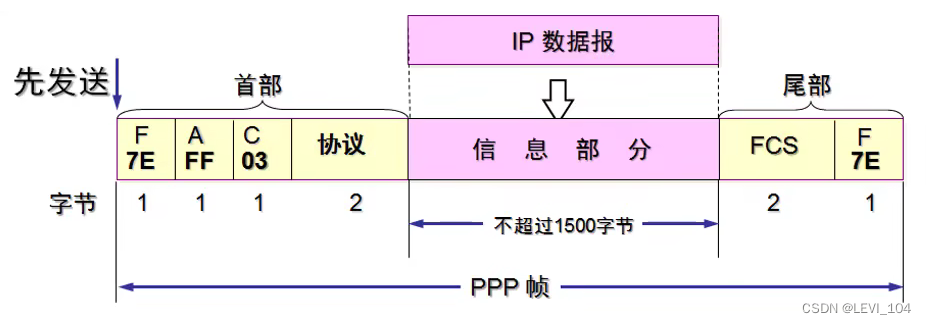 IP 数据报
先发送
首部
尾部
F A C
7E FF 03 协议 信 息 部 分 FCS F
7E
字节 1 1 1 2 不超过1500字节 2 1
PPP 帧
CSDN @LEVI_104